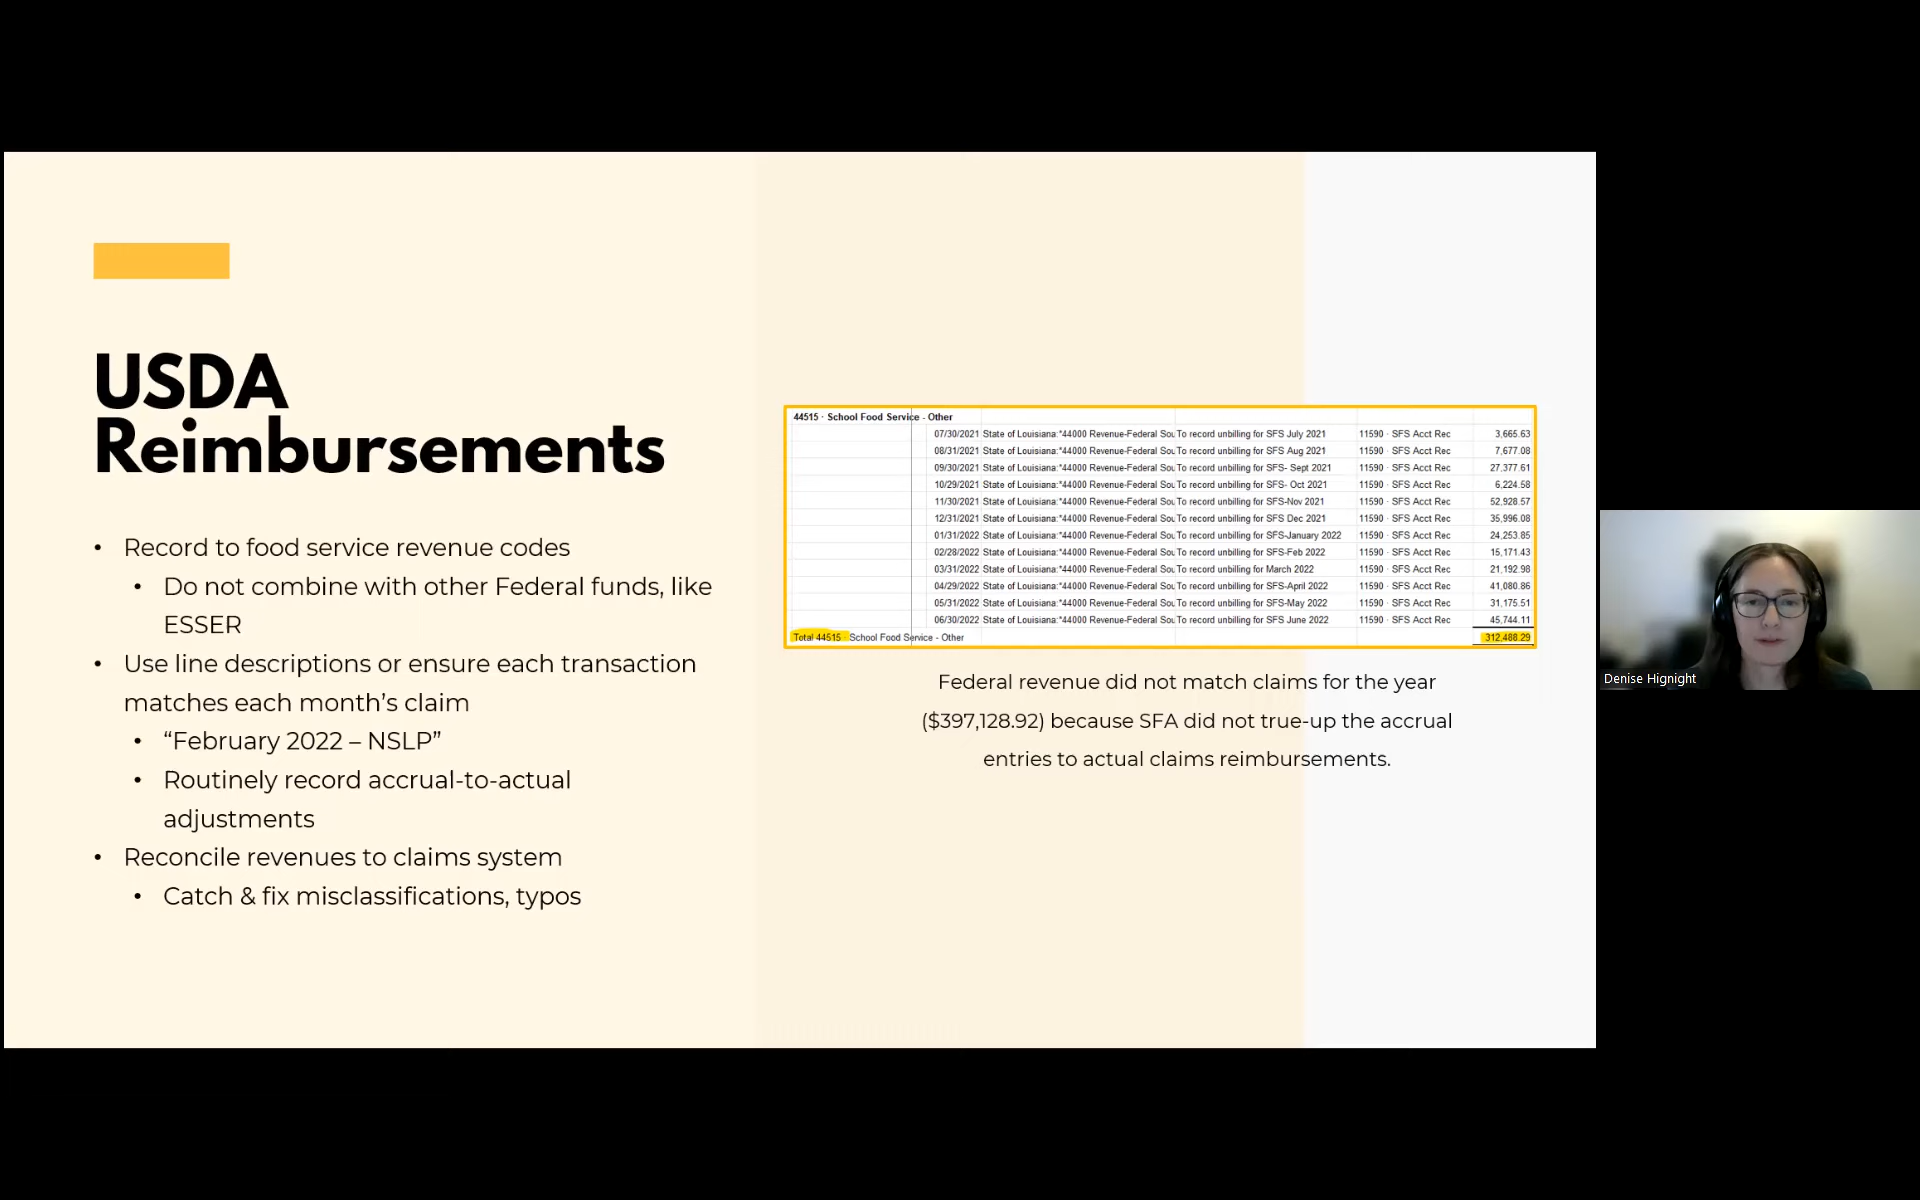 USDA
Reimbursements
• Record to food service revenue codes
• Do not combine with other Federal funds, like
ESSER
• Use line descriptions or ensure each transaction
matches each month’s claim
• “February 2022 – NSLP”
• Routinely record accrual-to-actual
adjustments
• Reconcile revenues to claims system
• Catch & fix misclassifications, typos
44515 · School Food Service - Other
07/30/2021 State of Louisiana:*44000 Revenue-Federal Sou To record unbilling for SFS July 2021 11590 · SFS Acct Rec 3,665.63
08/31/2021 State of Louisiana:*44000 Revenue-Federal Sou To record unbilling for SFS Aug 2021 11590 · SFS Acct Rec 7,677.08
09/30/2021 State of Louisiana:*44000 Revenue-Federal Sou To record unbilling for SFS- Sept 2021 11590 · SFS Acct Rec 27,377.61
10/29/2021 State of Louisiana:*44000 Revenue-Federal Sou To record unbilling for SFS- Oct 2021 11590 · SFS Acct Rec 6,224.58
11/30/2021 State of Louisiana:*44000 Revenue-Federal Sou To record unbilling for SFS-Nov 2021 11590 · SFS Acct Rec 52,928.57
12/31/2021 State of Louisiana:*44000 Revenue-Federal Sou To record unbilling for SFS Dec 2021 11590 · SFS Acct Rec 35,996.08
01/31/2022 State of Louisiana:*44000 Revenue-Federal Sou To record unbilling for SFS-January 2022 11590 · SFS Acct Rec 24,253.85
02/28/2022 State of Louisiana:*44000 Revenue-Federal Sou To record unbilling for SFS-Feb 2022 11590 · SFS Acct Rec 15,171.43
03/31/2022 State of Louisiana:*44000 Revenue-Federal Sou To record unbilling for March 2022 11590 · SFS Acct Rec 21,192.98
04/29/2022 State of Louisiana:*44000 Revenue-Federal Sou To record unbilling for SFS-April 2022 11590 · SFS Acct Rec 41,080.86
05/31/2022 State of Louisiana:*44000 Revenue-Federal Sou To record unbilling for SFS-May 2022 11590 · SFS Acct Rec 31,175.51
06/30/2022 State of Louisiana:*44000 Revenue-Federal Sou To record unbilling for SFS June 2022 11590 · SFS Acct Rec 45,744.11
Total 44515 · School Food Service - Other 312,488.29
Federal revenue did not match claims for the year
($397,128.92) because SFA did not true-up the accrual
entries to actual claims reimbursements.
Denise Hignight